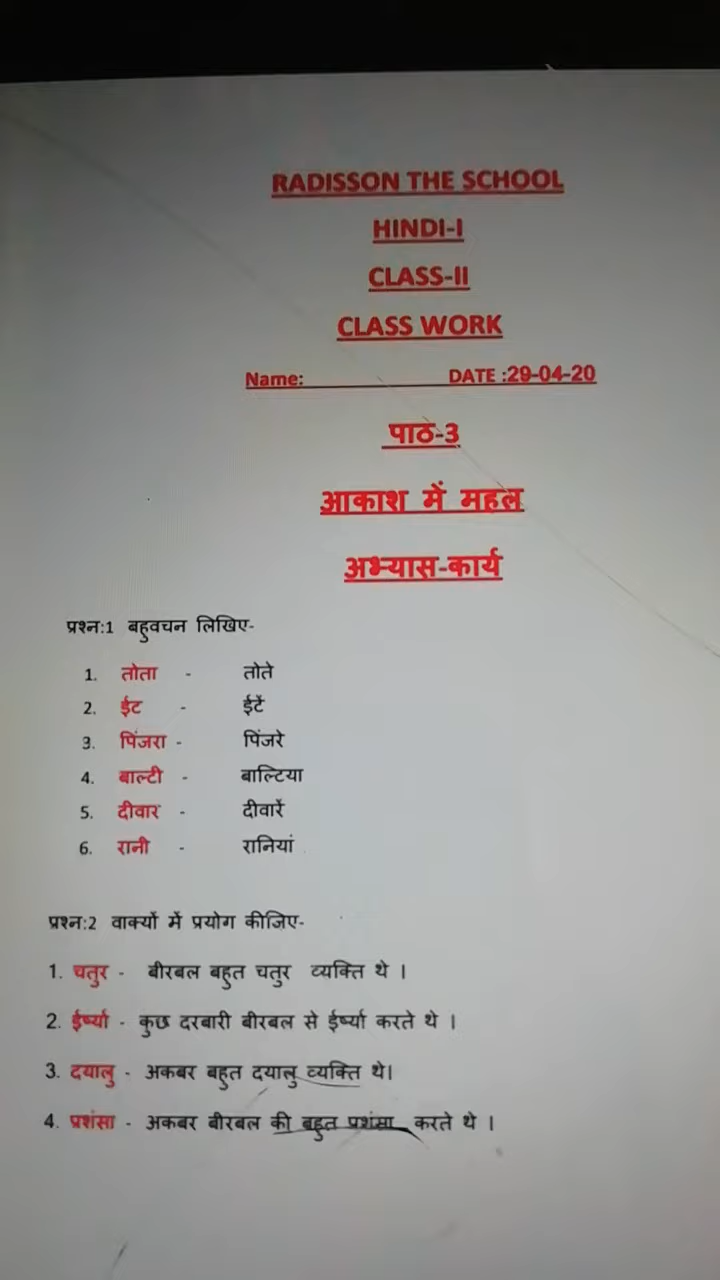 RADISSON THE SCHOOL
HINDI-I
CLASS-II
CLASS WORK
Name:____________ DATE :29-04-20
पाठ-3
आकाश में महल
अभ्यास-कार्य
प्रश्न:1 बहुवचन लिखिए-
1. तोता - तोते
2. ईट - ईटें
3. पिंजरा - पिंजरे
4. बाल्टी - बाल्टिया
5. दीवार - दीवारें
6. रानी - रानियां
प्रश्न:2 वाक्यों में प्रयोग कीजिए-
1. चतुर - बीरबल बहुत चतुर व्यक्ति थे ।
2. ईर्ष्या - कुछ दरबारी बीरबल से ईर्ष्या करते थे ।
3. दयालु - अकबर बहुत दयालु व्यक्ति थे।
4. प्रशंसा - अकबर बीरबल की बहुत प्रशंसा करते थे ।